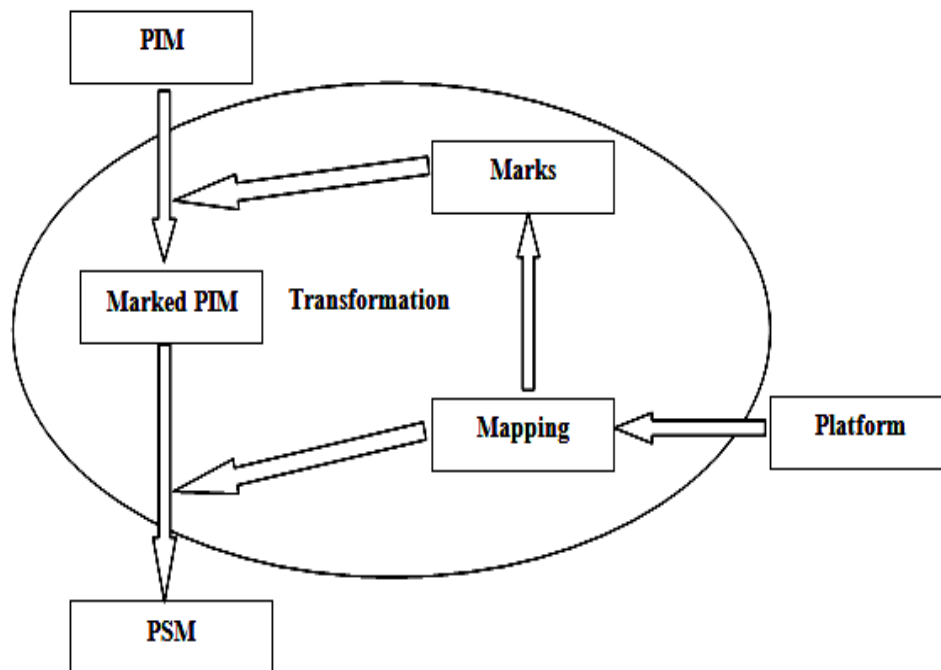 PIM
Marks
Marked PIM
Transformation
Mapping
Platform
PSM